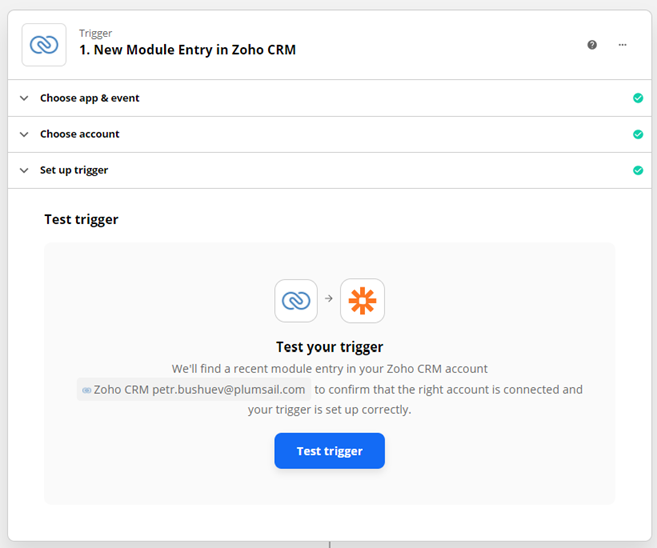 Trigger
1. New Module Entry in Zoho CRM
Choose app & event
Choose account
Set up trigger
Test trigger
Test your trigger
We'll find a recent module entry in your Zoho CRM account
Zoho CRM petr.bushuev@plumsail.com to confirm that the right account is connected and
your trigger is set up correctly.
Test trigger